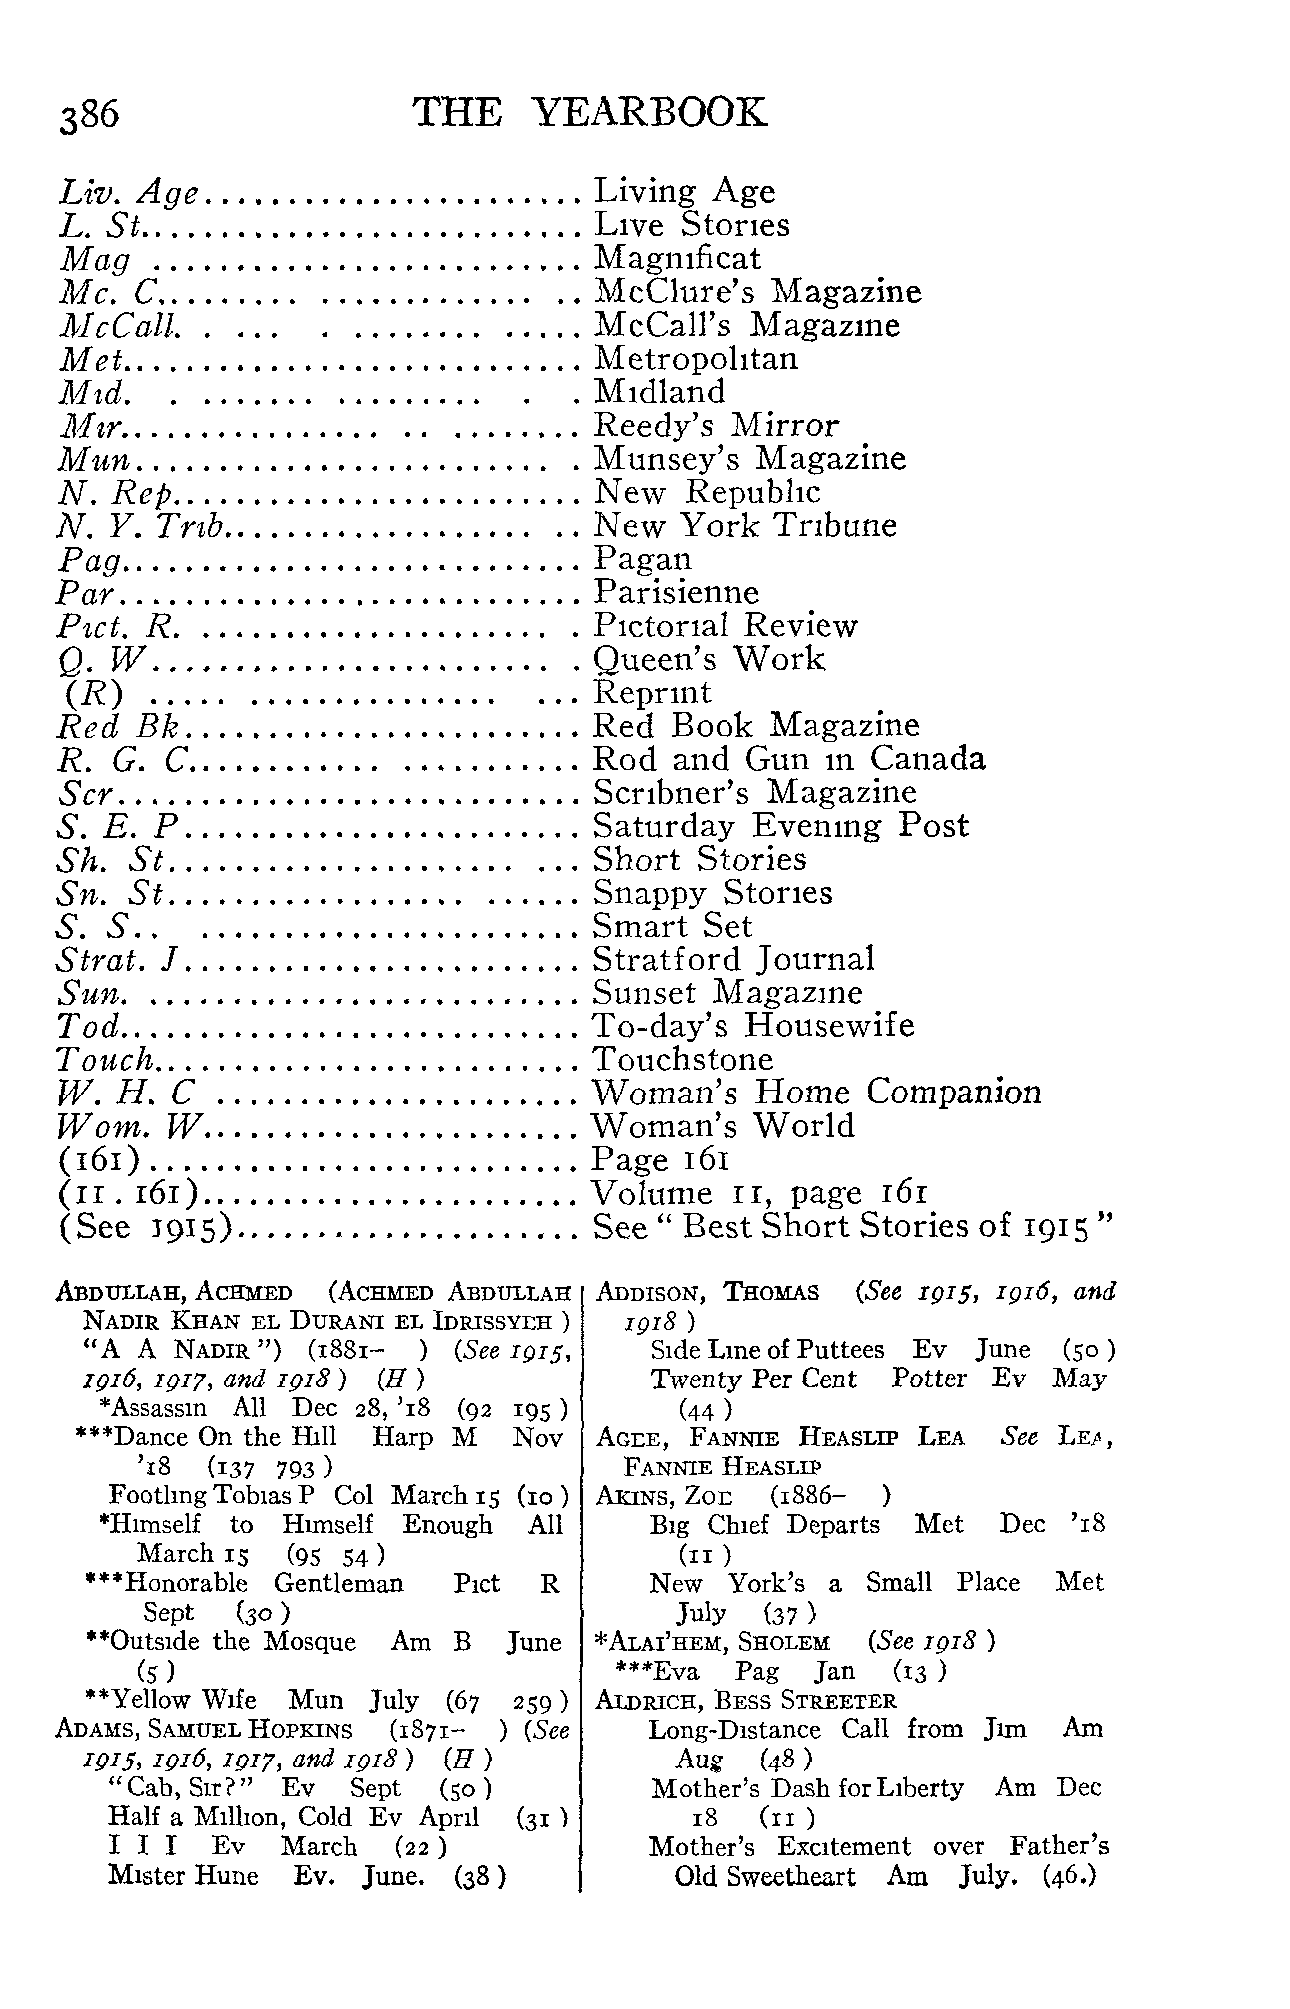 386 THE YEARBOOK
Liv. Age........................ Living Age
L. St............................ Live Stories
Mag .......................... Magnificat
Mc. C......... ............. .. McClure's Magazine
McCall. . ... . ........ ..... McCall's Magazine
Met............................. Metropolitan
Mid. . ....... ......... . . Midland
Mir................ .. ........ Reedy's Mirror
Mun......................... . Munsey's Magazine
N. Rep......................... New Republic
N. Y. Trib.................... .. New York Tribune
Pag............................. Pagan
Par............................. Parisienne
Pict. R. ..................... . Pictorial Review
Q. W........................ . Queen's Work
(R) ..... ............... ... Reprint
Red Bk........................ Red Book Magazine
R. G. C............ ........... Rod and Gun in Canada
Scr............................. Scribner's Magazine
S. E. P........................ Saturday Evening Post
Sh. St..................... ... Short Stories
Sn. St.................. ...... Snappy Stories
S. S.. ....................... Smart Set
Strat. J........................ Stratford Journal
Sun. .......................... Sunset Magazine
Tod............................ To-day's Housewife
Touch.......................... Touchstone
W. H. C ...................... Woman's Home Companion
Wom. W....................... Woman's World
(161).......................... Page 161
(11 . 161)....................... Volume 11, page 161
(See 1915)..................... See “ Best Short Stories of 1915 ”
ABDULLAH, ACHMED (ACHMED ABDULLAH
NADIR KHAN EL DURANI EL IDRISSYEH )
“A A NADIR”) (1881– ) (See 1915,
1916, 1917, and 1918 ) (H )
*Assassin All Dec 28, '18 (92 195 )
***Dance On the Hill Harp M Nov
'18 (137 793 )
Footling Tobias P Col March 15 (10 )
*Himself to Himself Enough All
March 15 (95 54 )
***Honorable Gentleman Pict R
Sept (30 )
**Outside the Mosque Am B June
(5 )
**Yellow Wife Mun July (67 259 )
ADAMS, SAMUEL HOPKINS (1871– ) (See
1915, 1916, 1917, and 1918 ) (H )
“Cab, Sir?” Ev Sept (50 )
Half a Million, Cold Ev April (31 )
I I I Ev March (22 )
Mister Hune Ev. June. (38 )
ADDISON, THOMAS (See 1915, 1916, and
1918 )
Side Line of Puttees Ev June (50 )
Twenty Per Cent Potter Ev May
(44 )
AGEE, FANNIE HEASLIP LEA See LEA,
FANNIE HEASLIP
AKINS, ZOE (1886– )
Big Chief Departs Met Dec '18
(11 )
New York's a Small Place Met
July (37 )
*ALAI'HEM, SHOLEM (See 1918 )
***Eva Pag Jan (13 )
ALDRICH, BESS STREETER
Long-Distance Call from Jim Am
Aug (48 )
Mother's Dash for Liberty Am Dec
18 (11 )
Mother's Excitement over Father's
Old Sweetheart Am July. (46.)